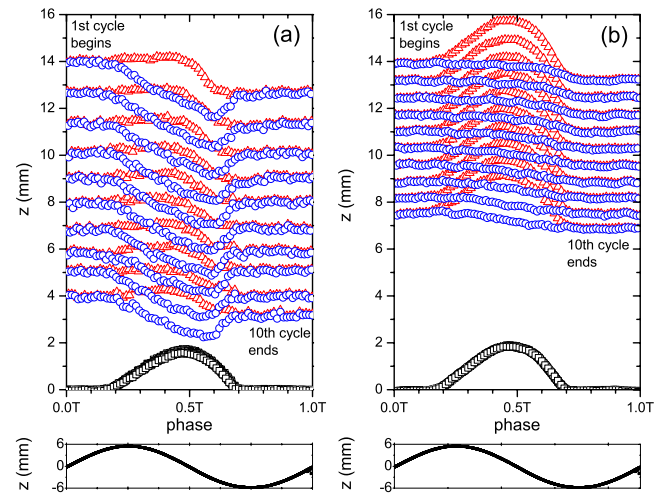 1st cycle
begins
(a)
16
14
12
10
8
6
4
2
0
z (mm)
10th cycle
ends
0.0T
0.5T
1.0T
phase
6
0
-6
z (mm)
1st cycle
begins
(b)
16
14
12
10
8
6
4
2
0
z (mm)
10th cycle
ends
0.0T
0.5T
1.0T
phase
6
0
-6
z (mm)